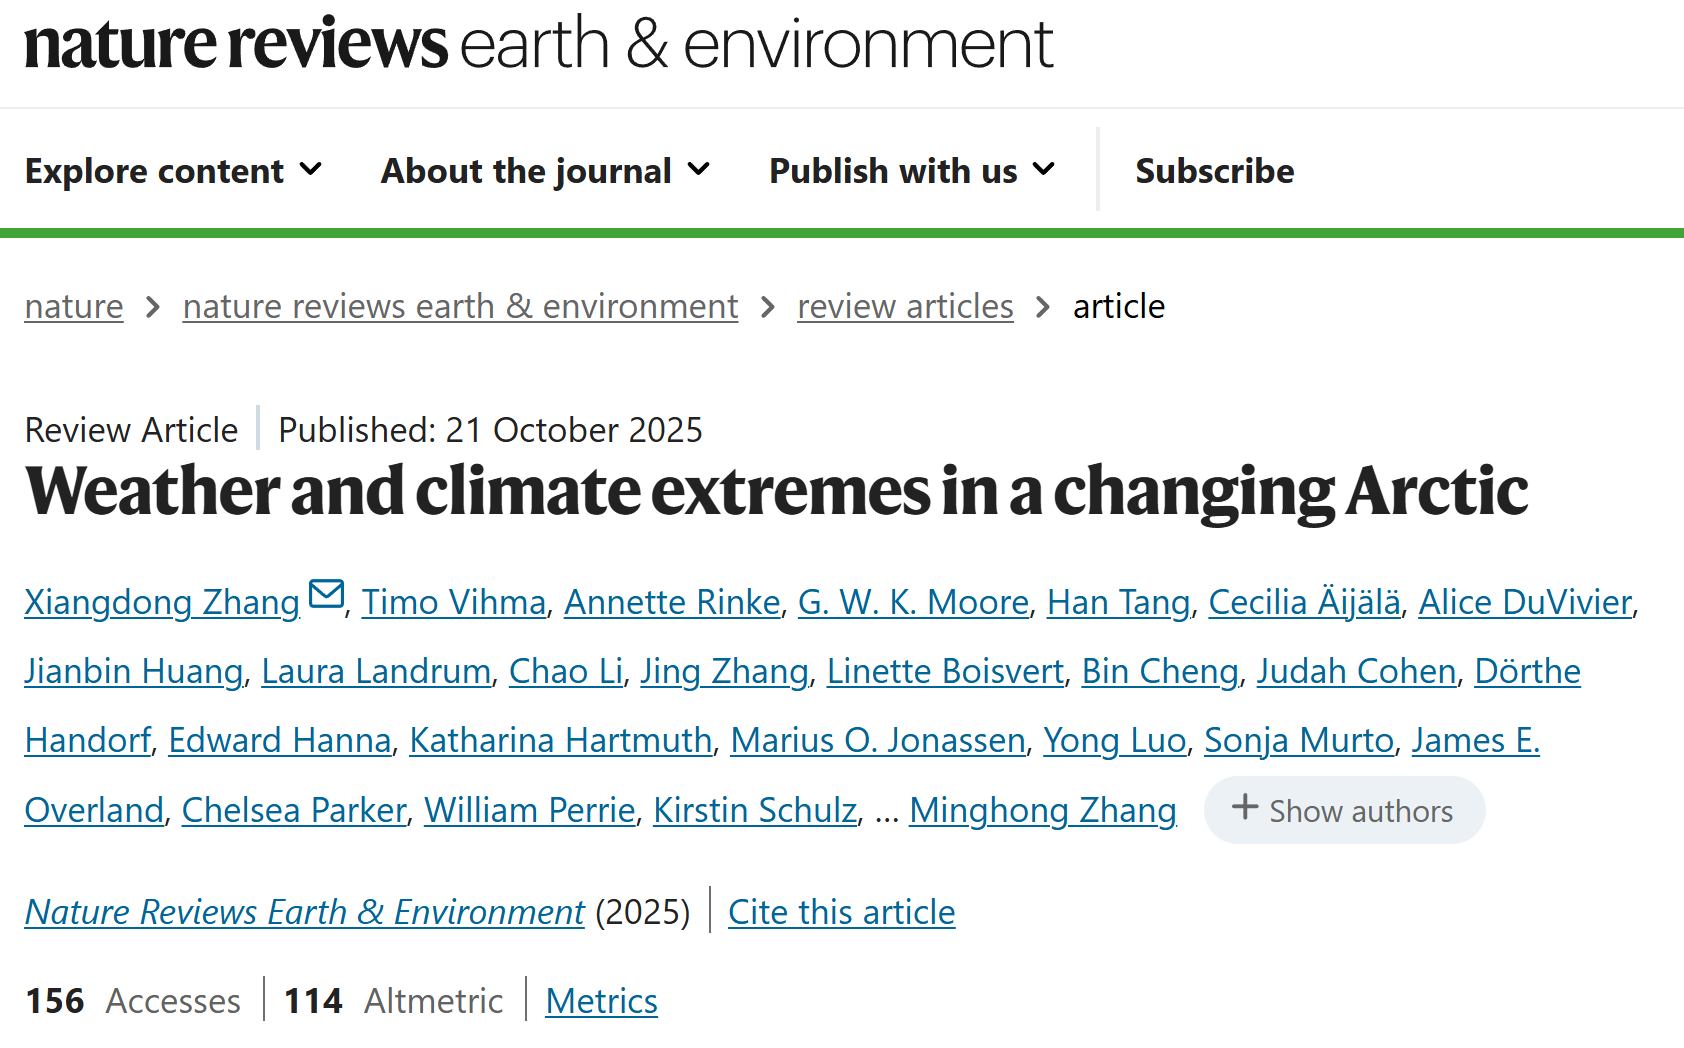 nature reviews earth & environment
Explore content About the journal Publish with us Subscribe
nature > nature reviews earth & environment > review articles > article
Review Article | Published: 21 October 2025
Weather and climate extremes in a changing Arctic
Xiangdong Zhang, Timo Vihma, Annette Rinke, G. W. K. Moore, Han Tang, Cecilia Äijälä, Alice DuVivier,
Jianbin Huang, Laura Landrum, Chao Li, Jing Zhang, Linette Boisvert, Bin Cheng, Judah Cohen, Dörthe
Handorf, Edward Hanna, Katharina Hartmuth, Marius O. Jonassen, Yong Luo, Sonja Murto, James E.
Overland, Chelsea Parker, William Perrie, Kirstin Schulz, … Minghong Zhang + Show authors
Nature Reviews Earth & Environment (2025) | Cite this article
156 Accesses | 114 Altmetric | Metrics